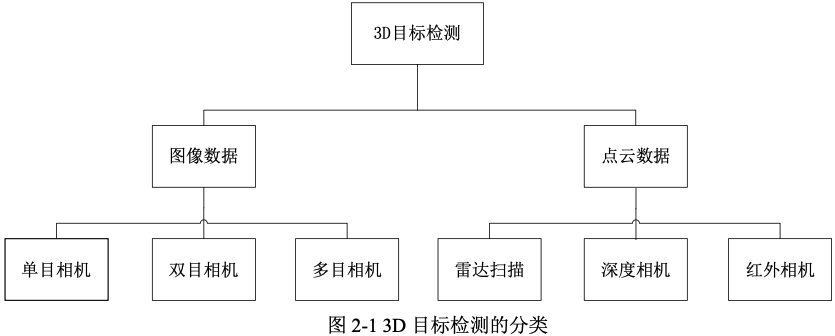 3D目标检测
图像数据
点云数据
单目相机
双目相机
多目相机
雷达扫描
深度相机
红外相机
图 2-1 3D 目标检测的分类